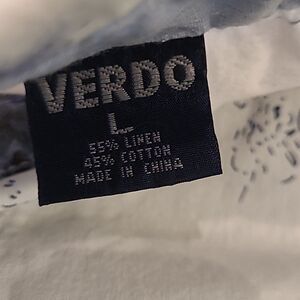 VERDO
L
55% LINEN
45% COTTON
MADE IN CHINA